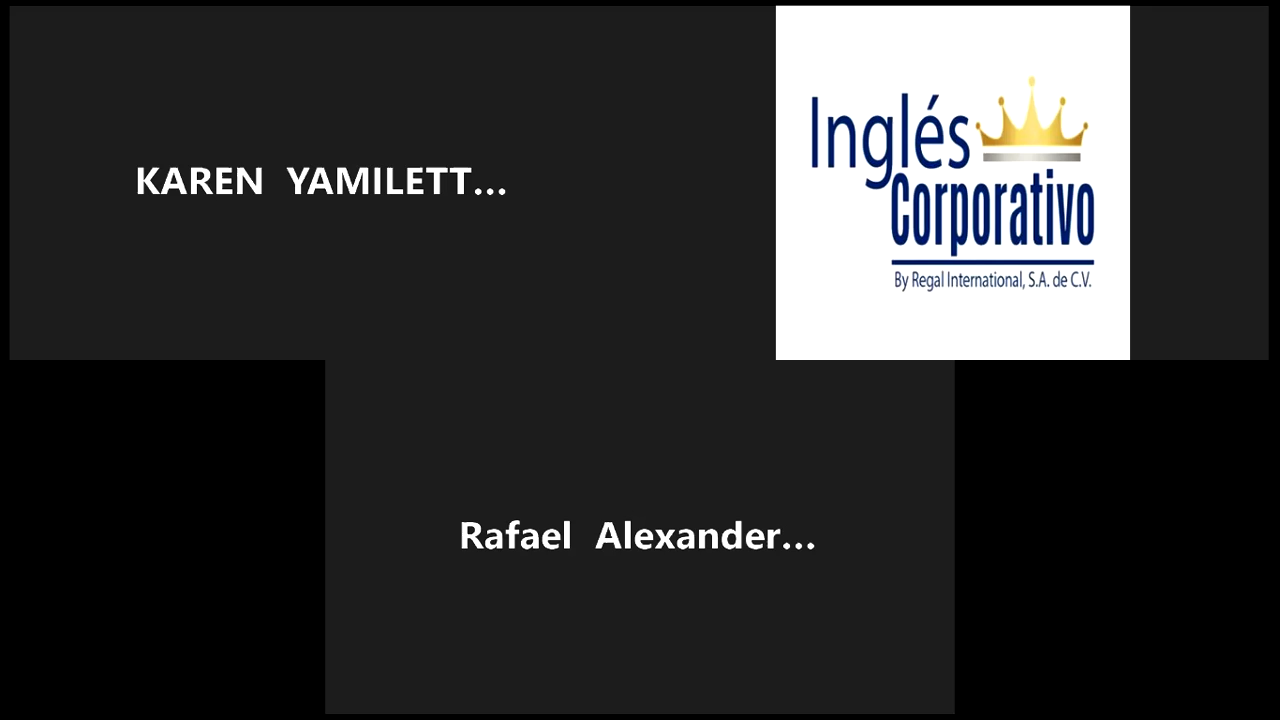 KAREN YAMILETT...
Inglés
Corporativo
By Regal International, S.A. de C.V.
Rafael Alexander...